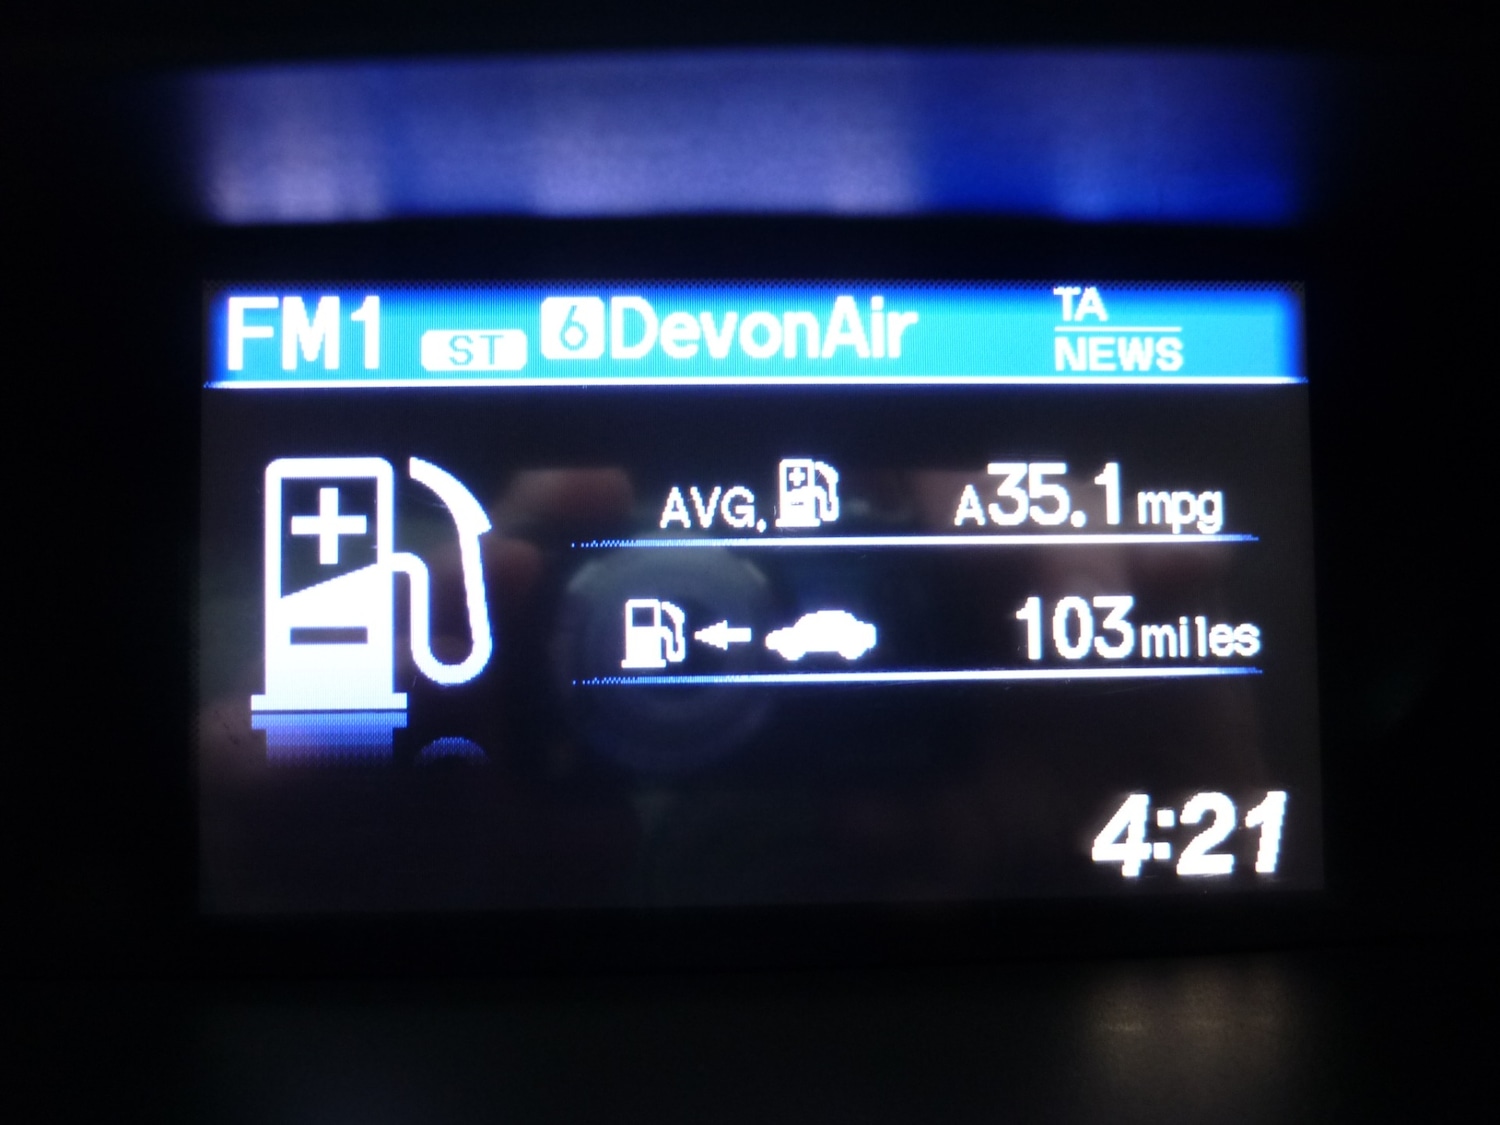 FM1 ST 6 DevonAir TA
NEWS
AVG. A35.1 mpg
103 miles
4:21